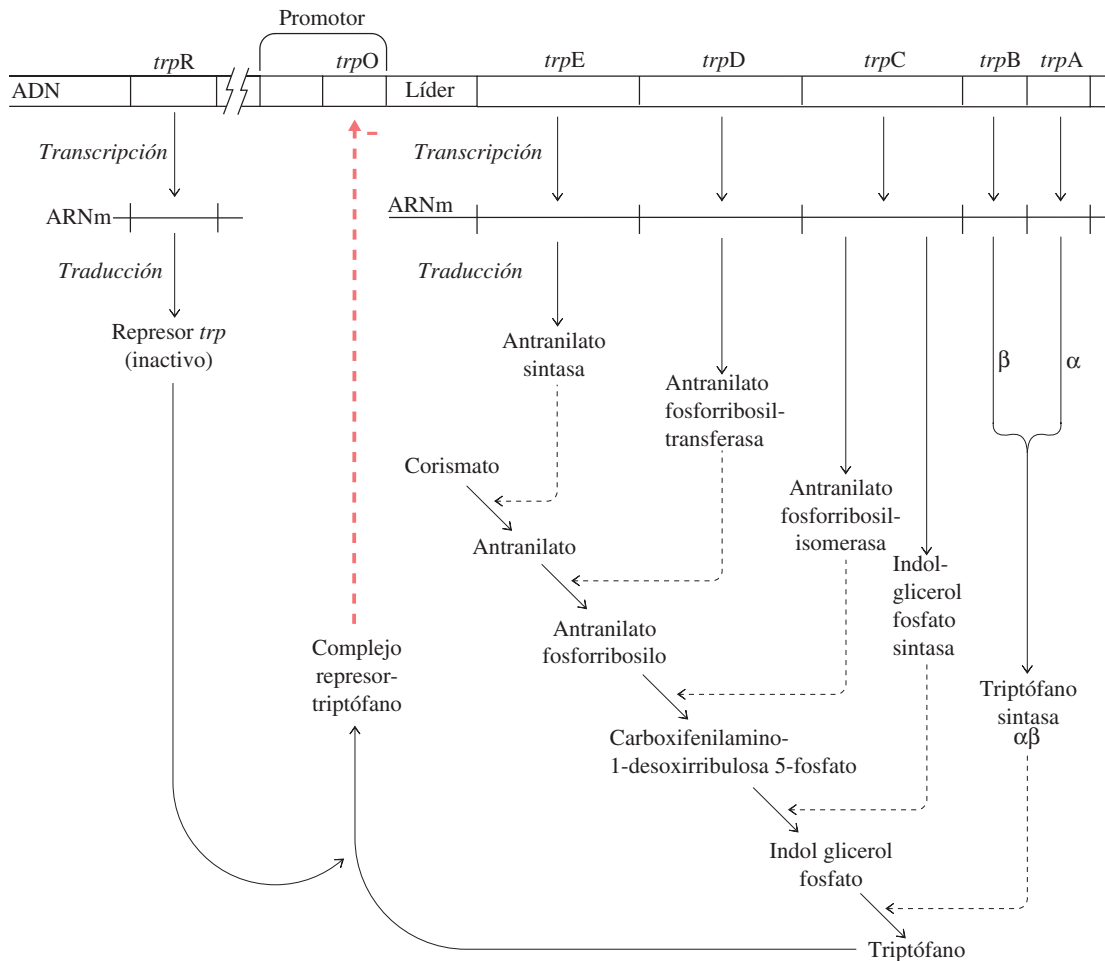 Promotor
trpR
trpO
trpE
trpD
trpC
trpB
trpA
ADN
Líder
Transcripción
–
Transcripción
ARNm
ARNm
Traducción
Traducción
Represor trp
(inactivo)
Antranilato
sintasa
Antranilato
fosforribosil-
transferasa
β
α
Corismato
Antranilato
fosforribosil-
isomerasa
Antranilato
Indol-
glicerol
fosfato
sintasa
Antranilato
fosforribosilo
Complejo
represor-
triptófano
Triptófano
sintasa
αβ
Carboxifenilamino-
1-desoxirribulosa 5-fosfato
Indol glicerol
fosfato
Triptófano